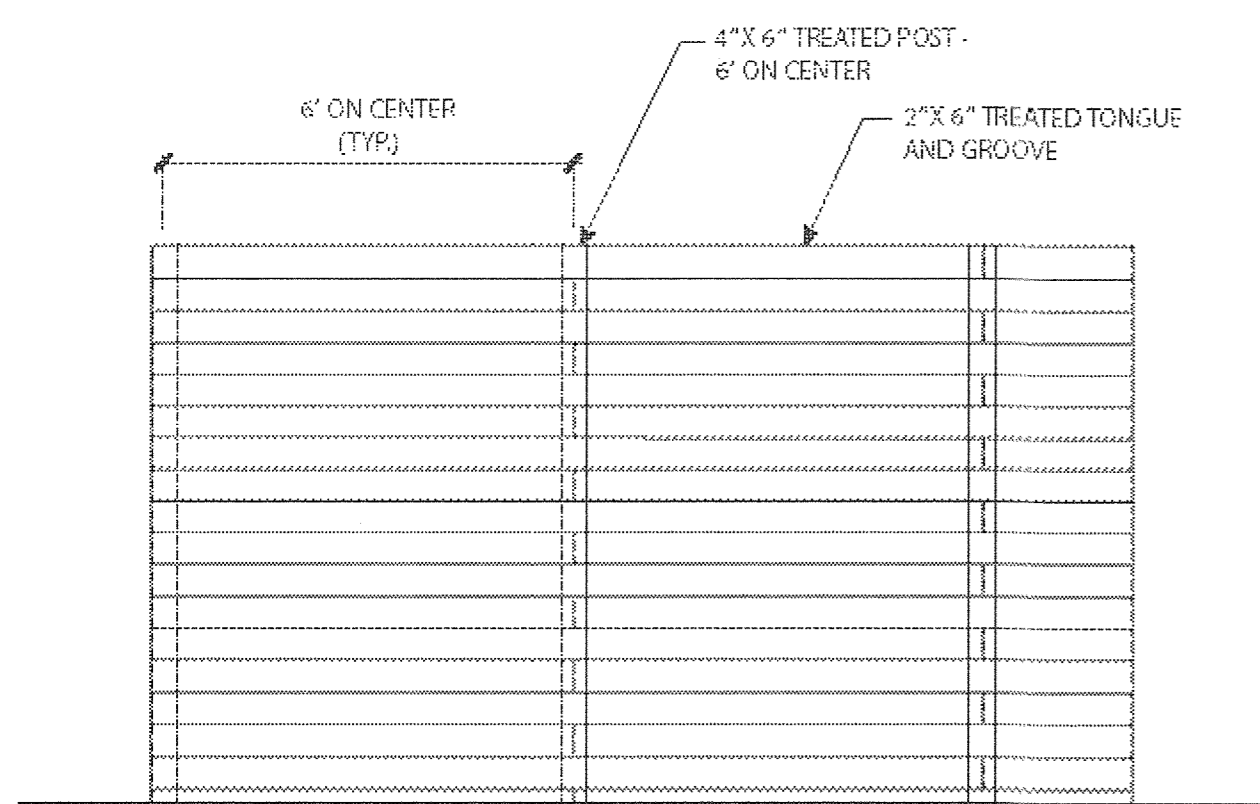 4"X 6" TREATED POST -
6' ON CENTER
6' ON CENTER
(TYP.)
2"X 6" TREATED TONGUE
AND GROOVE